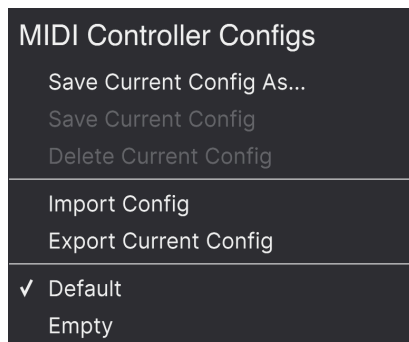 MIDI Controller Configs
Save Current Config As...
Save Current Config
Delete Current Config
Import Config
Export Current Config
✓ Default
Empty